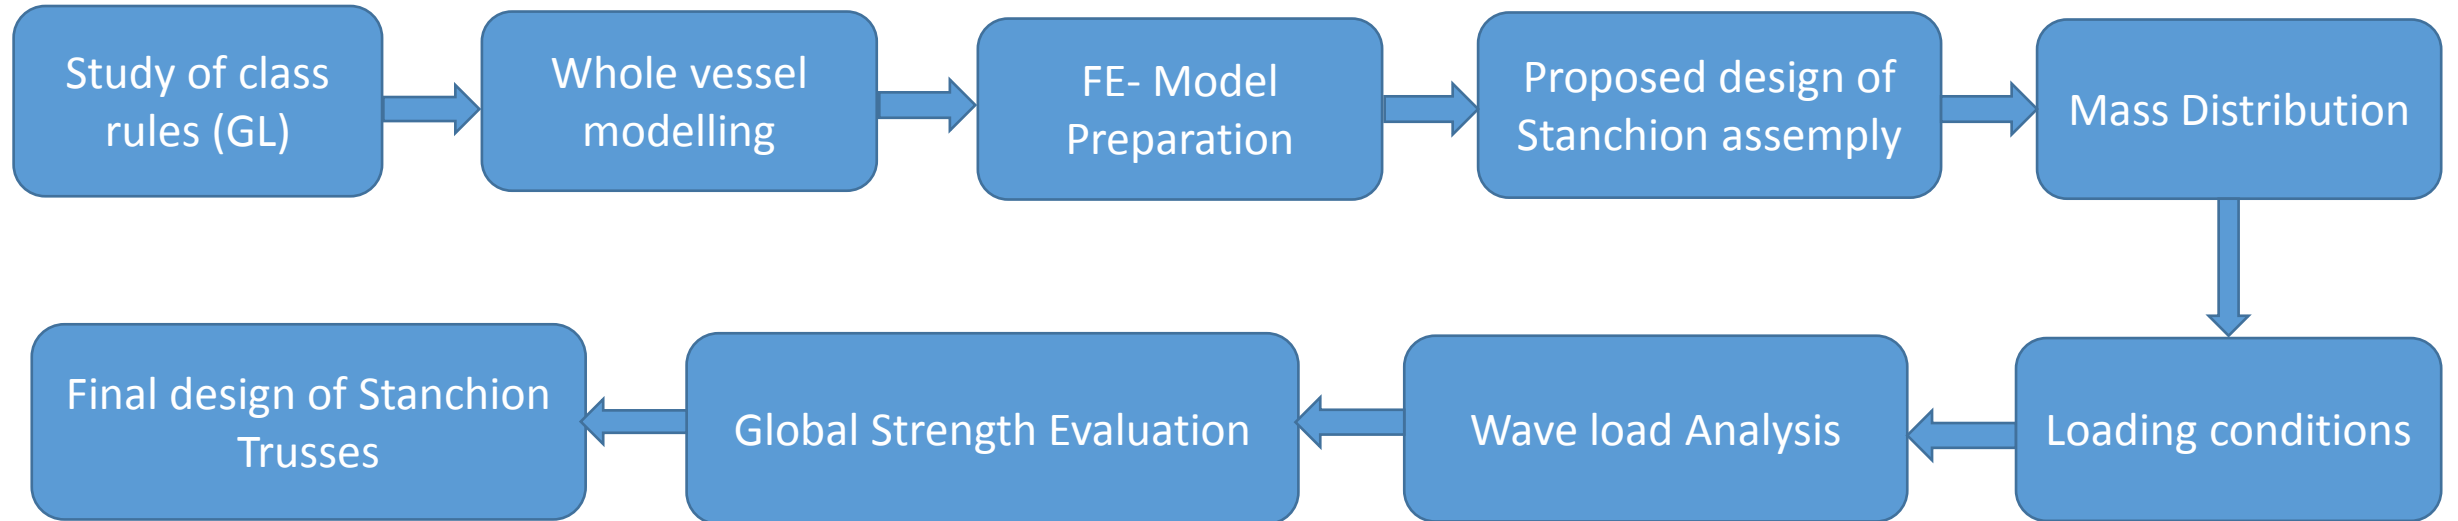 Study of class
rules (GL)
Whole vessel
modelling
FE- Model
Preparation
Proposed design of
Stanchion assemply
Mass Distribution
Loading conditions
Wave load Analysis
Global Strength Evaluation
Final design of Stanchion
Trusses